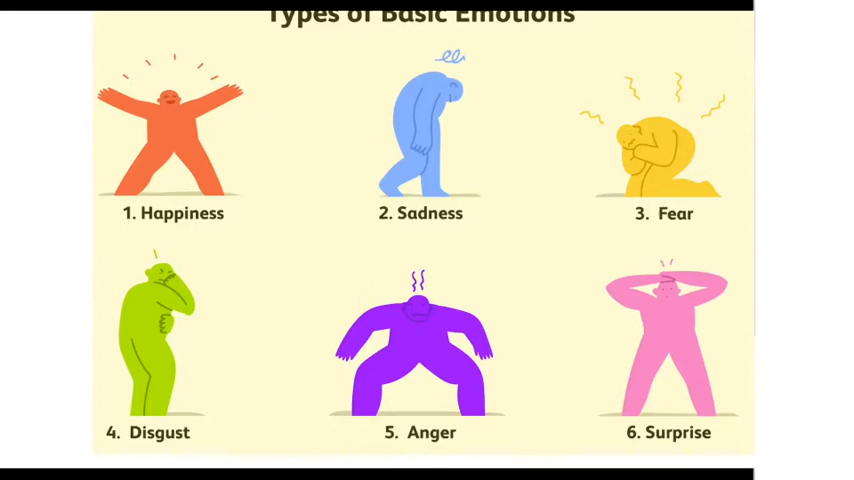 Types of Basic Emotions
1. Happiness
2. Sadness
3. Fear
4. Disgust
5. Anger
6. Surprise